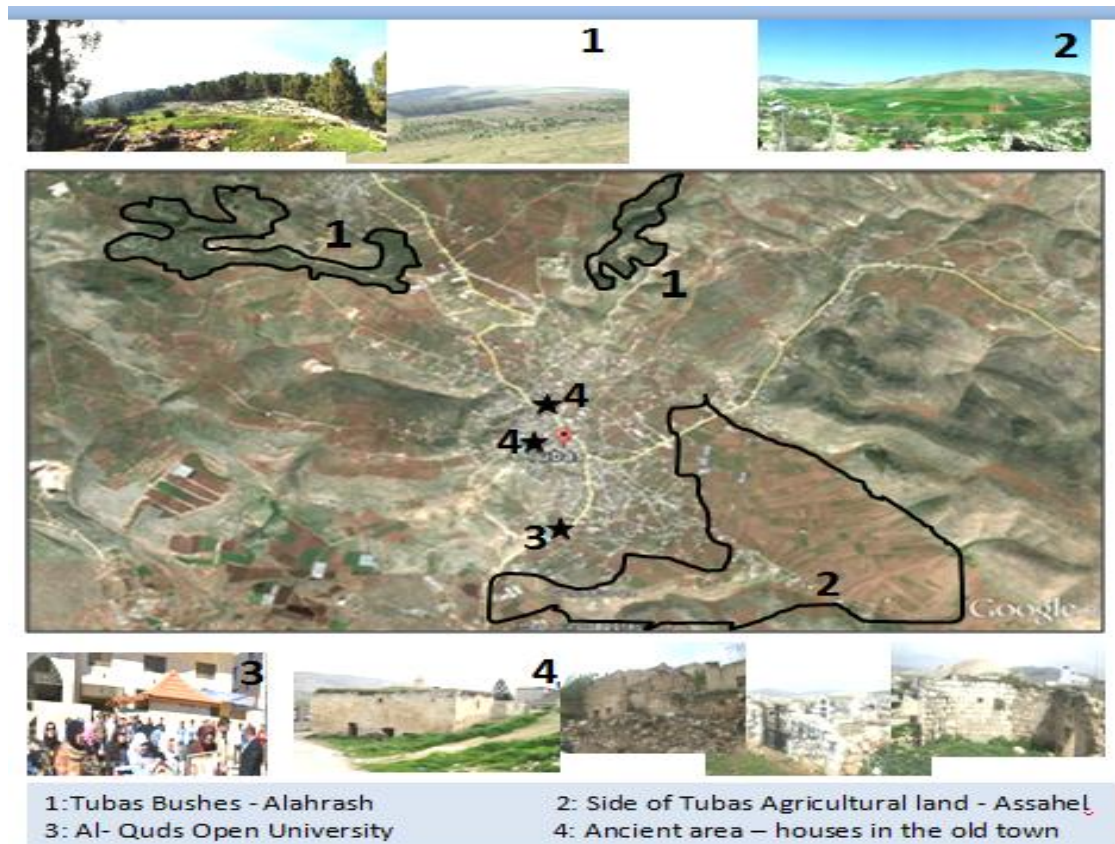 1
2
1
1
4
4
3
2
Google
3
4
1:Tubas Bushes - Alahrash
2: Side of Tubas Agricultural land - Assahel
3: Al- Quds Open University
4: Ancient area – houses in the old town